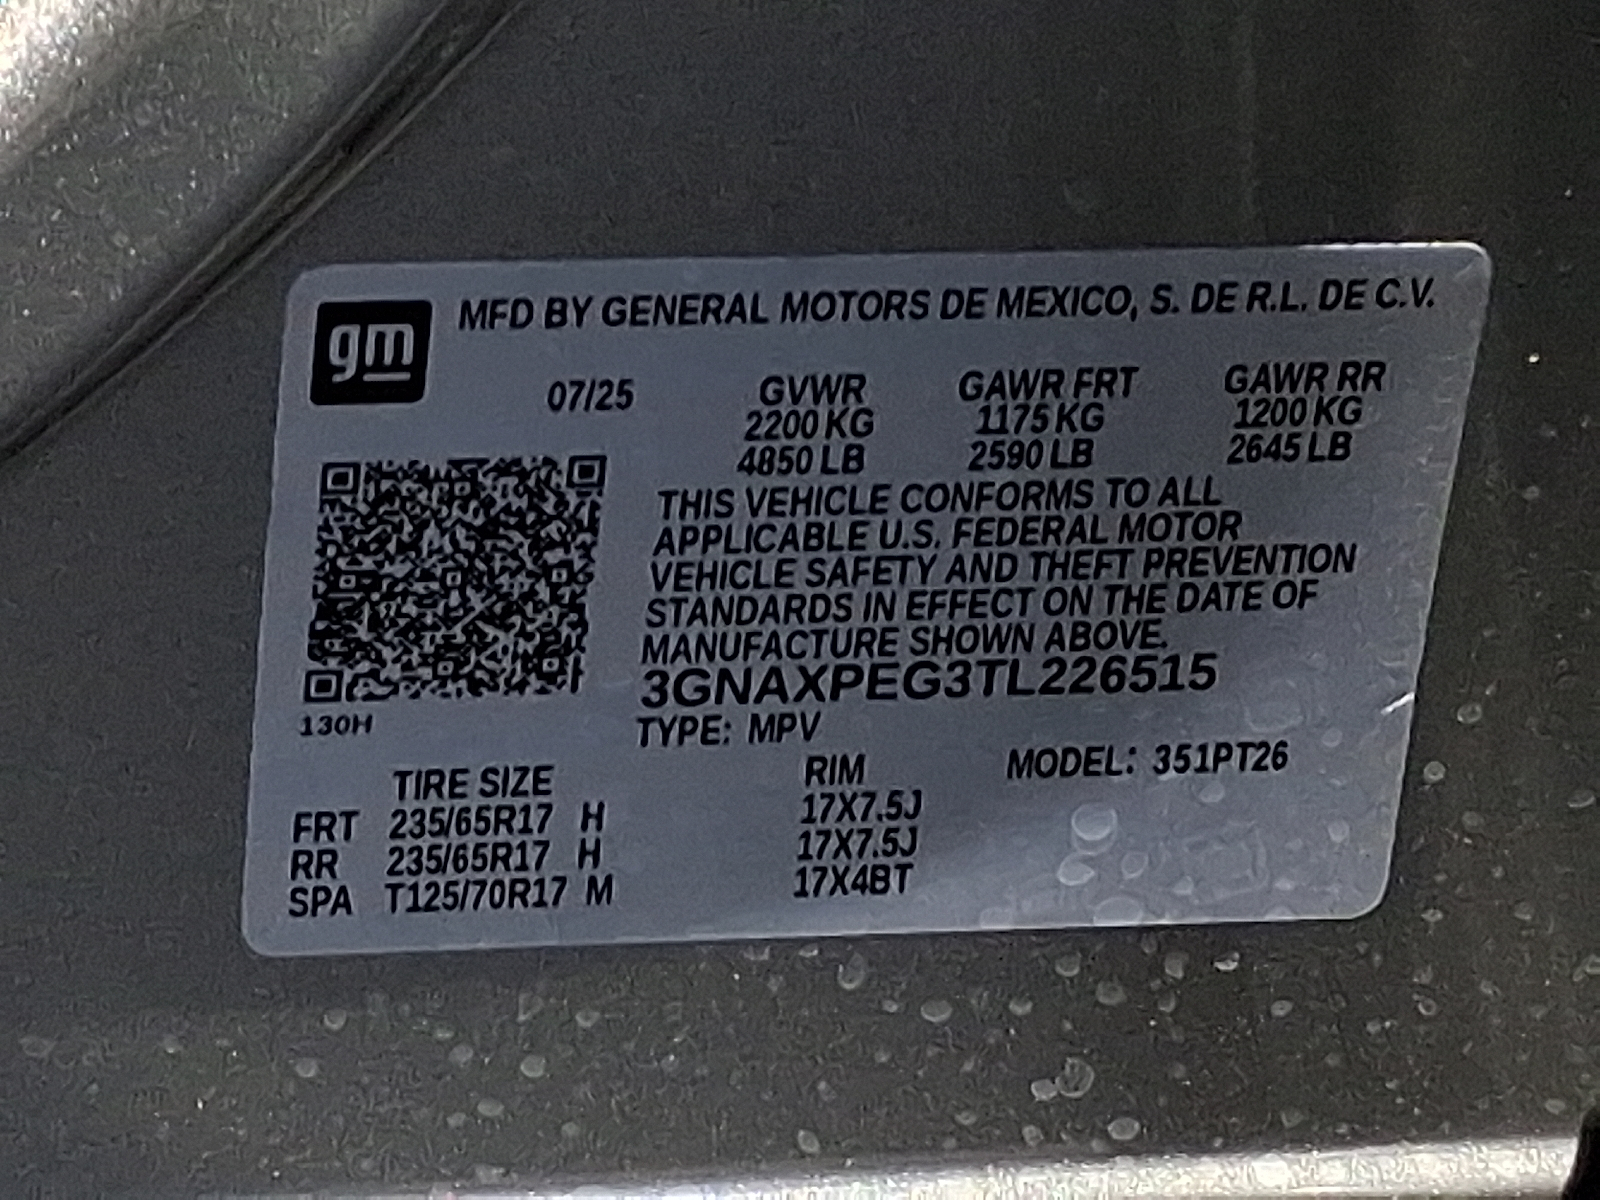 gm
MFD BY GENERAL MOTORS DE MEXICO, S. DE R.L. DE C.V.
07/25 GVWR GAWR FRT GAWR RR
2200 KG 1175 KG 1200 KG
4850 LB 2590 LB 2645 LB
THIS VEHICLE CONFORMS TO ALL
APPLICABLE U.S. FEDERAL MOTOR
VEHICLE SAFETY AND THEFT PREVENTION
STANDARDS IN EFFECT ON THE DATE OF
MANUFACTURE SHOWN ABOVE.
3GNAXPEG3TL226515
130H
TYPE: MPV
MODEL: 351PT26
TIRE SIZE RIM
FRT 235/65R17 H 17X7.5J
RR 235/65R17 H 17X7.5J
SPA T125/70R17 M 17X4BT